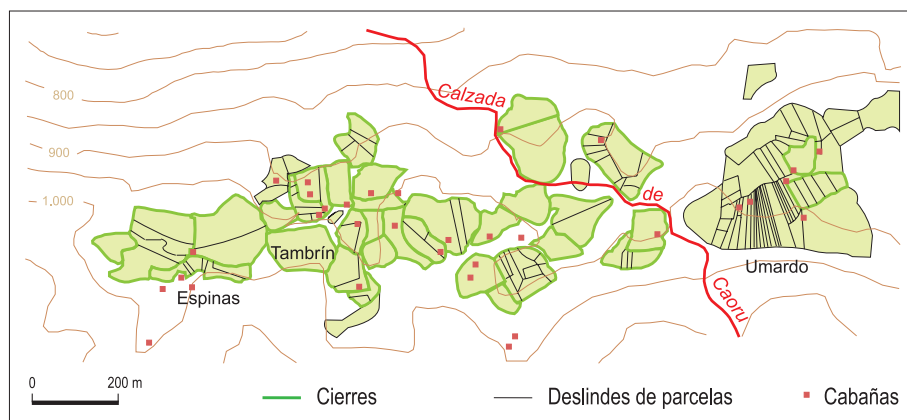 Calzada
800
900
1,000
de
Tambrín
Umardo
Espinas
Caoru
0 200 m
Cierres
Deslindes de parcelas
Cabañas